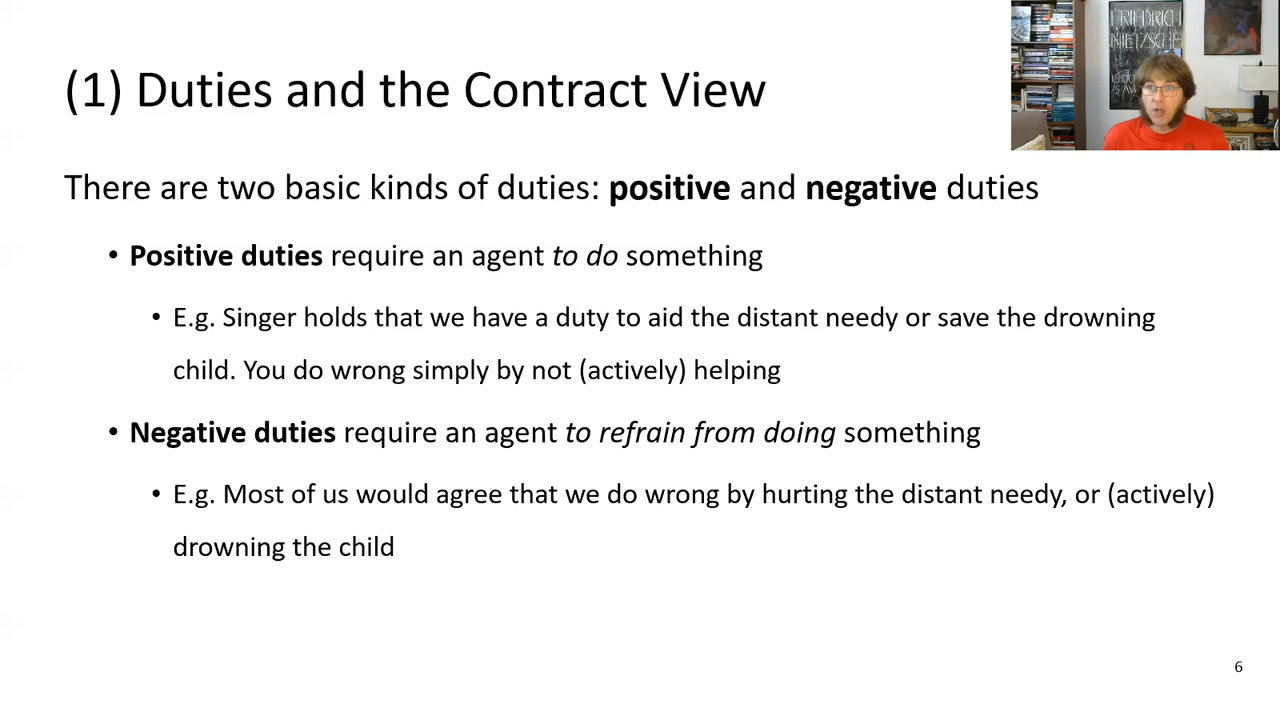 (1) Duties and the Contract View
FRIEDRICH
NIETZSCHE
There are two basic kinds of duties: positive and negative duties
• Positive duties require an agent to do something
• E.g. Singer holds that we have a duty to aid the distant needy or save the drowning
child. You do wrong simply by not (actively) helping
• Negative duties require an agent to refrain from doing something
• E.g. Most of us would agree that we do wrong by hurting the distant needy, or (actively)
drowning the child
6